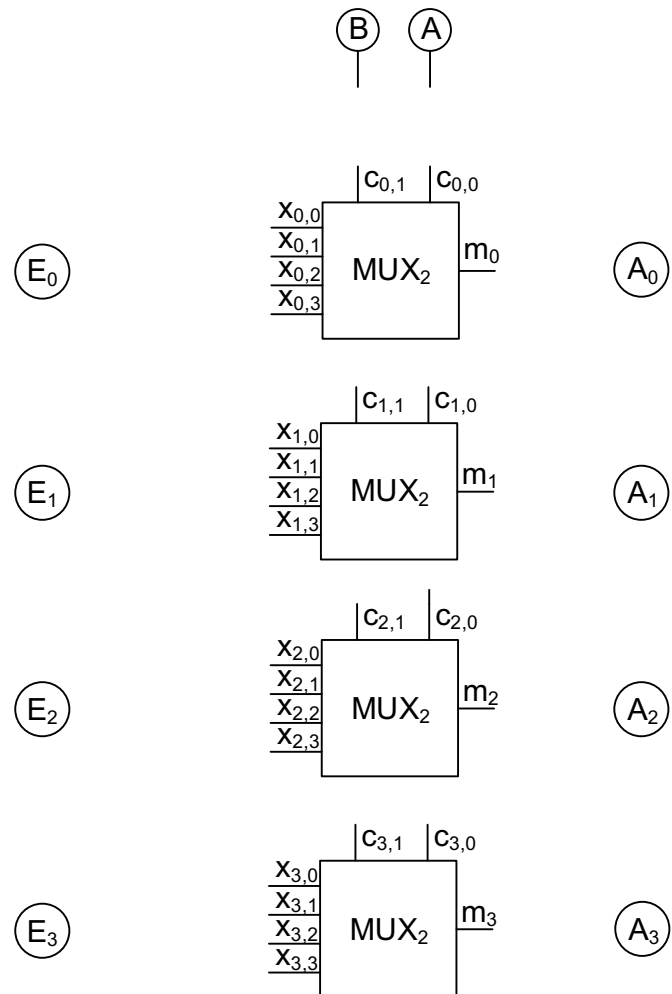 B A
c0,1 c0,0
x0,0
x0,1
x0,2
x0,3
E0 MUX2 m0 A0
c1,1 c1,0
x1,0
x1,1
x1,2
x1,3
E1 MUX2 m1 A1
c2,1 c2,0
x2,0
x2,1
x2,2
x2,3
E2 MUX2 m2 A2
c3,1 c3,0
x3,0
x3,1
x3,2
x3,3
E3 MUX2 m3 A3